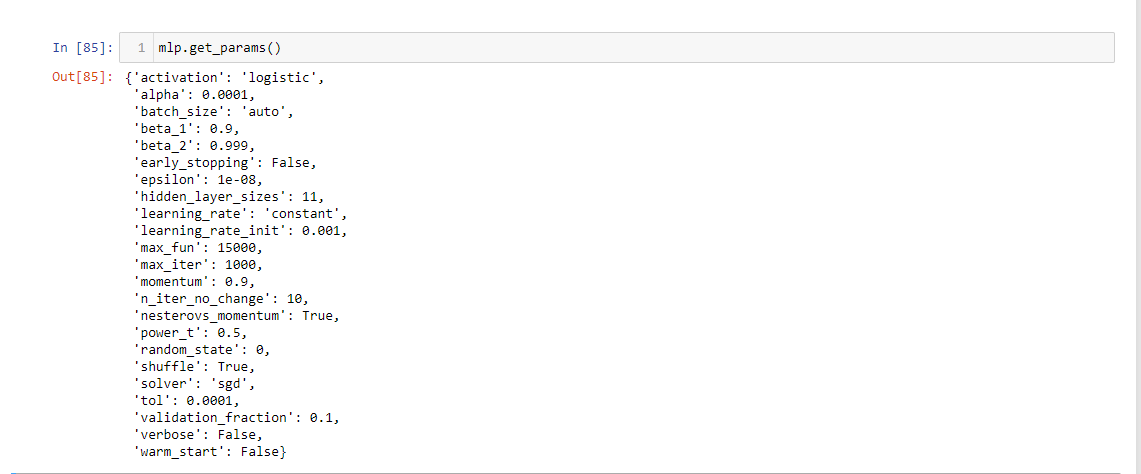 In [85]: 1 mlp.get_params()
Out[85]: {'activation': 'logistic',
'alpha': 0.0001,
'batch_size': 'auto',
'beta_1': 0.9,
'beta_2': 0.999,
'early_stopping': False,
'epsilon': 1e-08,
'hidden_layer_sizes': 11,
'learning_rate': 'constant',
'learning_rate_init': 0.001,
'max_fun': 15000,
'max_iter': 1000,
'momentum': 0.9,
'n_iter_no_change': 10,
'nesterovs_momentum': True,
'power_t': 0.5,
'random_state': 0,
'shuffle': True,
'solver': 'sgd',
'tol': 0.0001,
'validation_fraction': 0.1,
'verbose': False,
'warm_start': False}